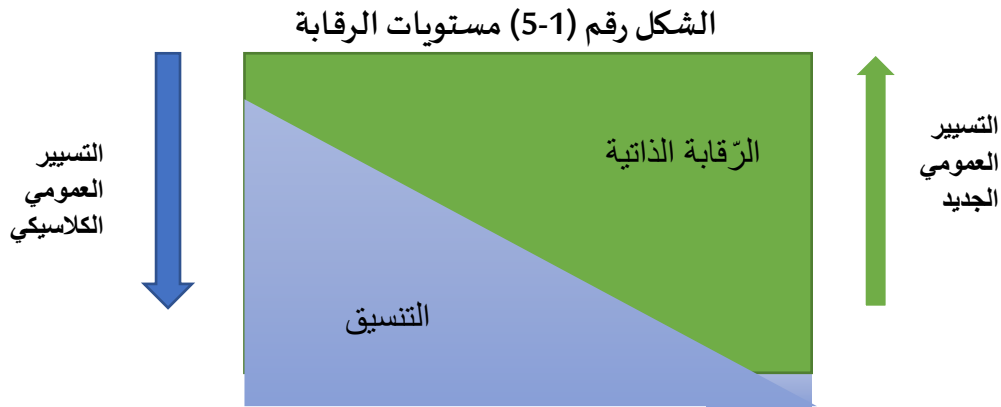 الشكل رقم (1-5) مستويات الرقابة
التسيير
العمومي
الجديد
الرّقابة الذاتية
التسيير
العمومي
الكلاسيكي
التنسيق